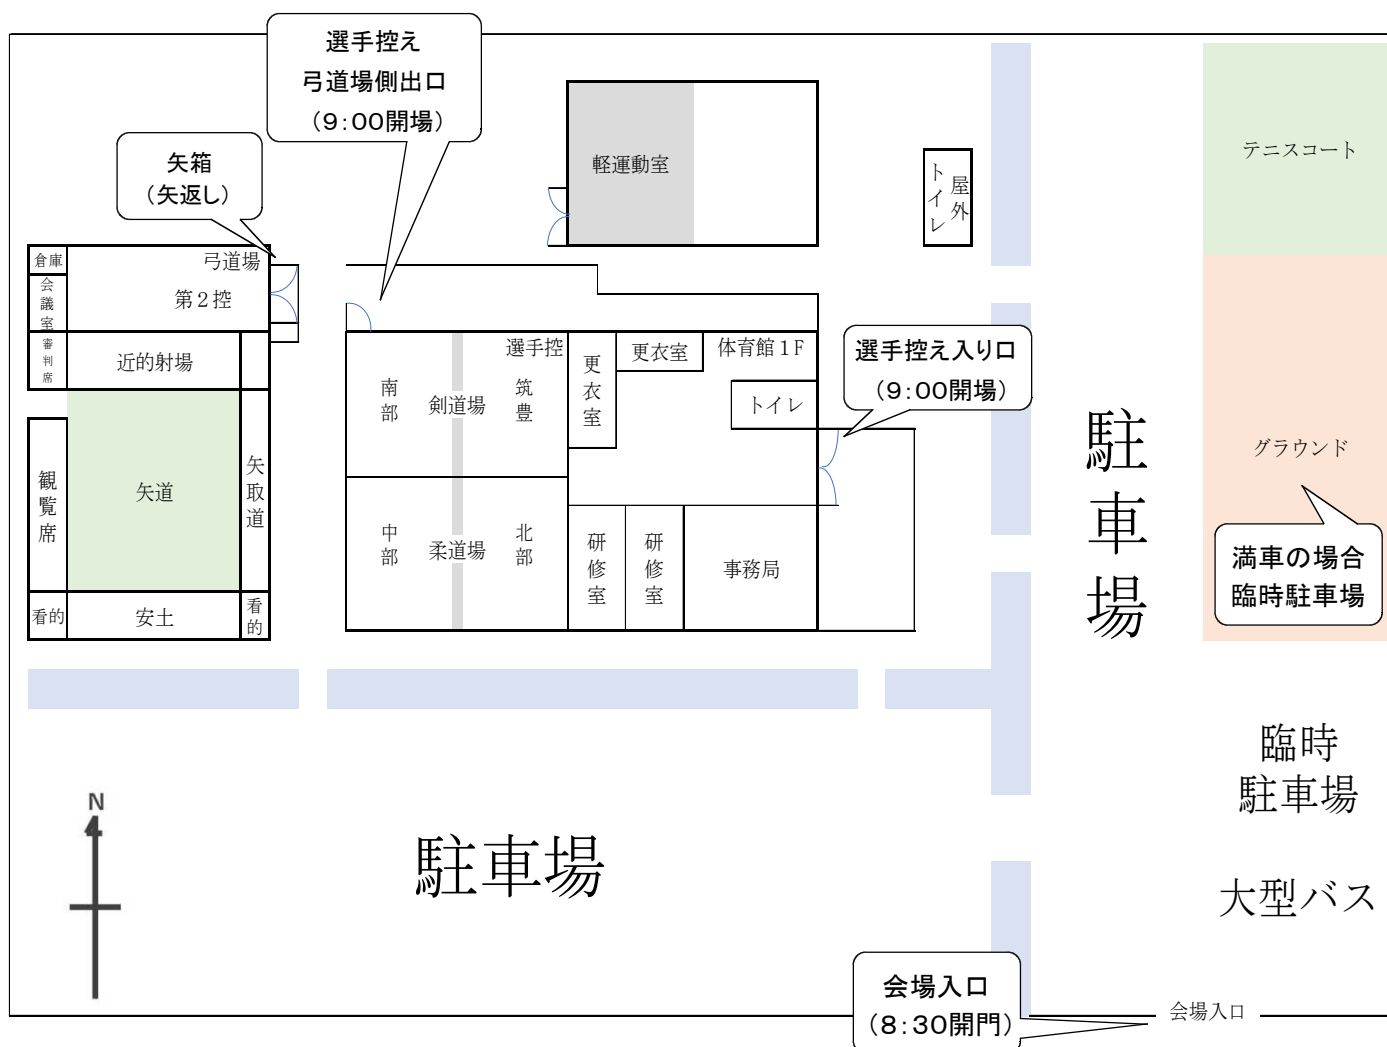 選手控え
弓道場側出口
（9：00開場）
矢箱
（矢返し）
軽運動室
屋外
トイレ
テニスコート
倉庫
弓道場
会議室
第２控
審判席
近的射場
選手控
更衣室
更衣室
体育館１F
選手控え入り口
（9：00開場）
南部
剣道場
筑豊
トイレ
駐車場
グラウンド
観覧席
矢道
矢取道
中部
柔道場
北部
研修室
研修室
事務局
満車の場合
臨時駐車場
看的
安土
看的
臨時
駐車場
N
駐車場
大型バス
会場入口
（8：30開門）
会場入口